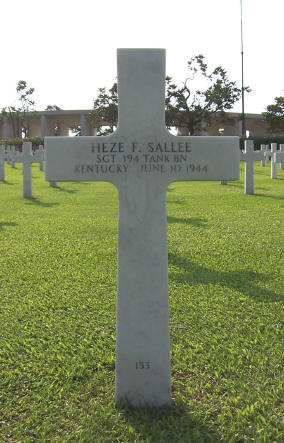 HEZE F. SALLEE
SGT 194 TANK BN
KENTUCKY JUNE 10 1944
153